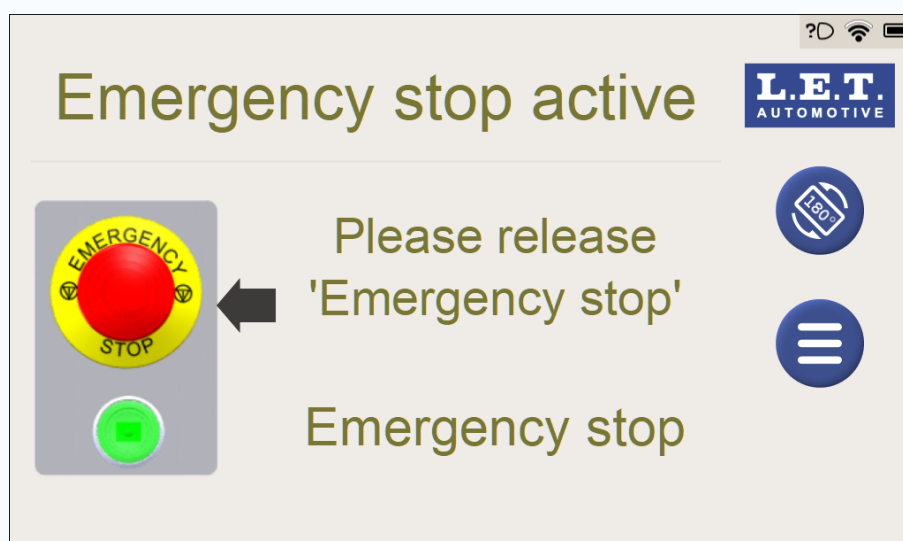 ?D
Emergency stop active
L.E.T.
AUTOMOTIVE
180°
Please release
'Emergency stop'
EMERGENCY
STOP
Emergency stop